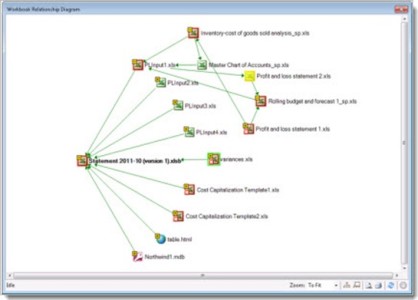 Workbook Relationship Diagram
Inventory-cost of goods sold analysis_sp.xls
PLInput1.xls
Master Chart of Accounts_sp.xls
Profit and loss statement 2.xls
PLInput2.xls
Rolling budget and forecast 1_sp.xls
PLInput3.xls
PLInput4.xls
Profit and loss statement 1.xls
Statement 2011-10 (version 1).xlsb
variances.xls
Cost Capitalization Template1.xls
Cost Capitalization Template2.xls
table.html
Northwind1.mdb
Idle
Zoom: To Fit